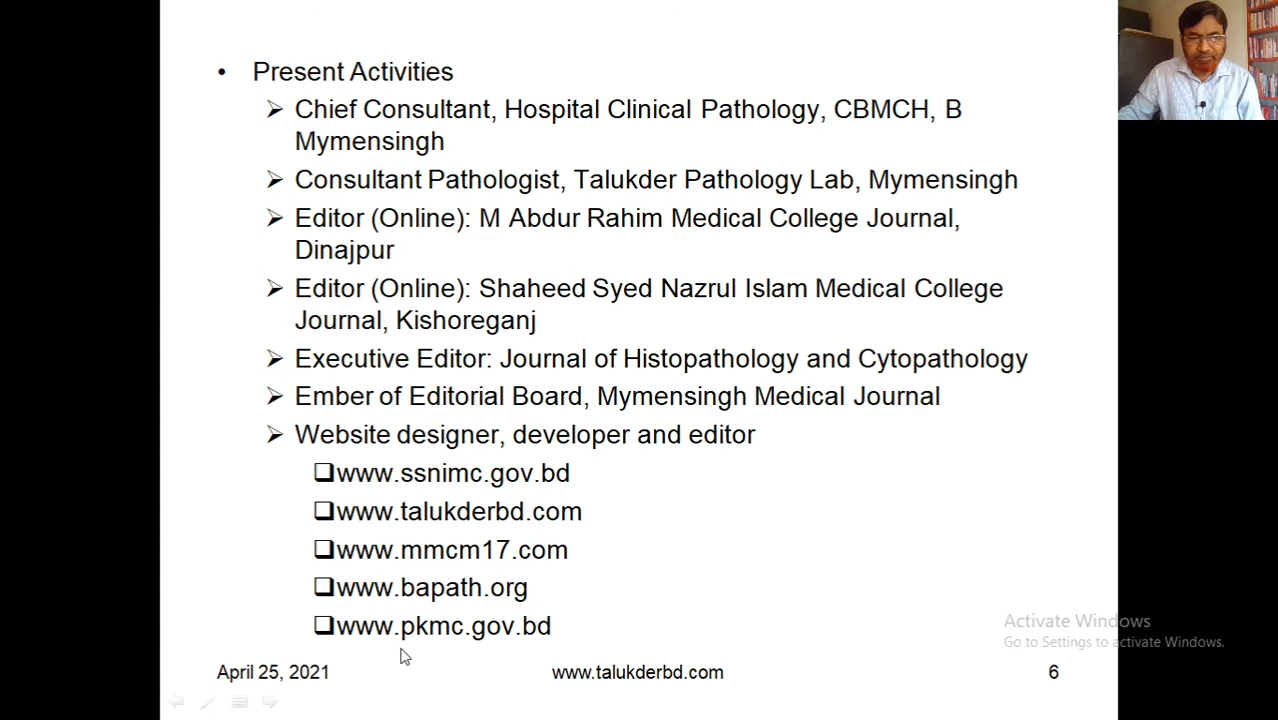 • Present Activities
➢ Chief Consultant, Hospital Clinical Pathology, CBMCH, B
Mymensingh
➢ Consultant Pathologist, Talukder Pathology Lab, Mymensingh
➢ Editor (Online): M Abdur Rahim Medical College Journal,
Dinajpur
➢ Editor (Online): Shaheed Syed Nazrul Islam Medical College
Journal, Kishoreganj
➢ Executive Editor: Journal of Histopathology and Cytopathology
➢ Ember of Editorial Board, Mymensingh Medical Journal
➢ Website designer, developer and editor
❑www.ssnimc.gov.bd
❑www.talukderbd.com
❑www.mmcm17.com
❑www.bapath.org
❑www.pkmc.gov.bd
Activate Windows
Go to Settings to activate Windows.
April 25, 2021 www.talukderbd.com 6